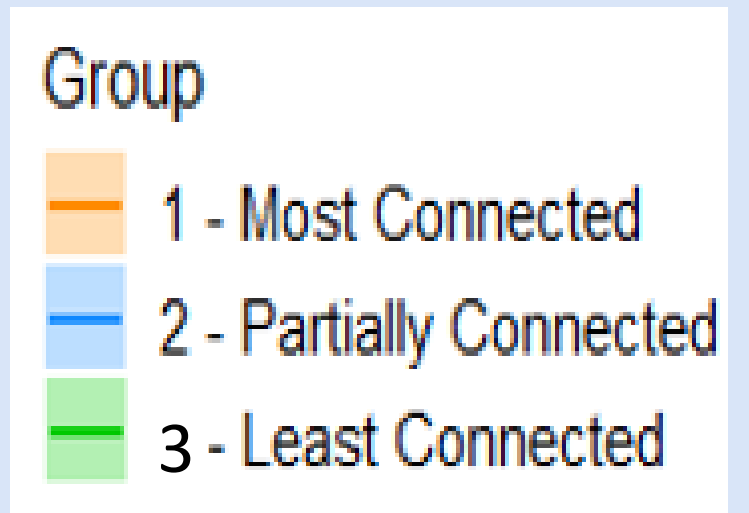 Group
1 - Most Connected
2 - Partially Connected
3 - Least Connected